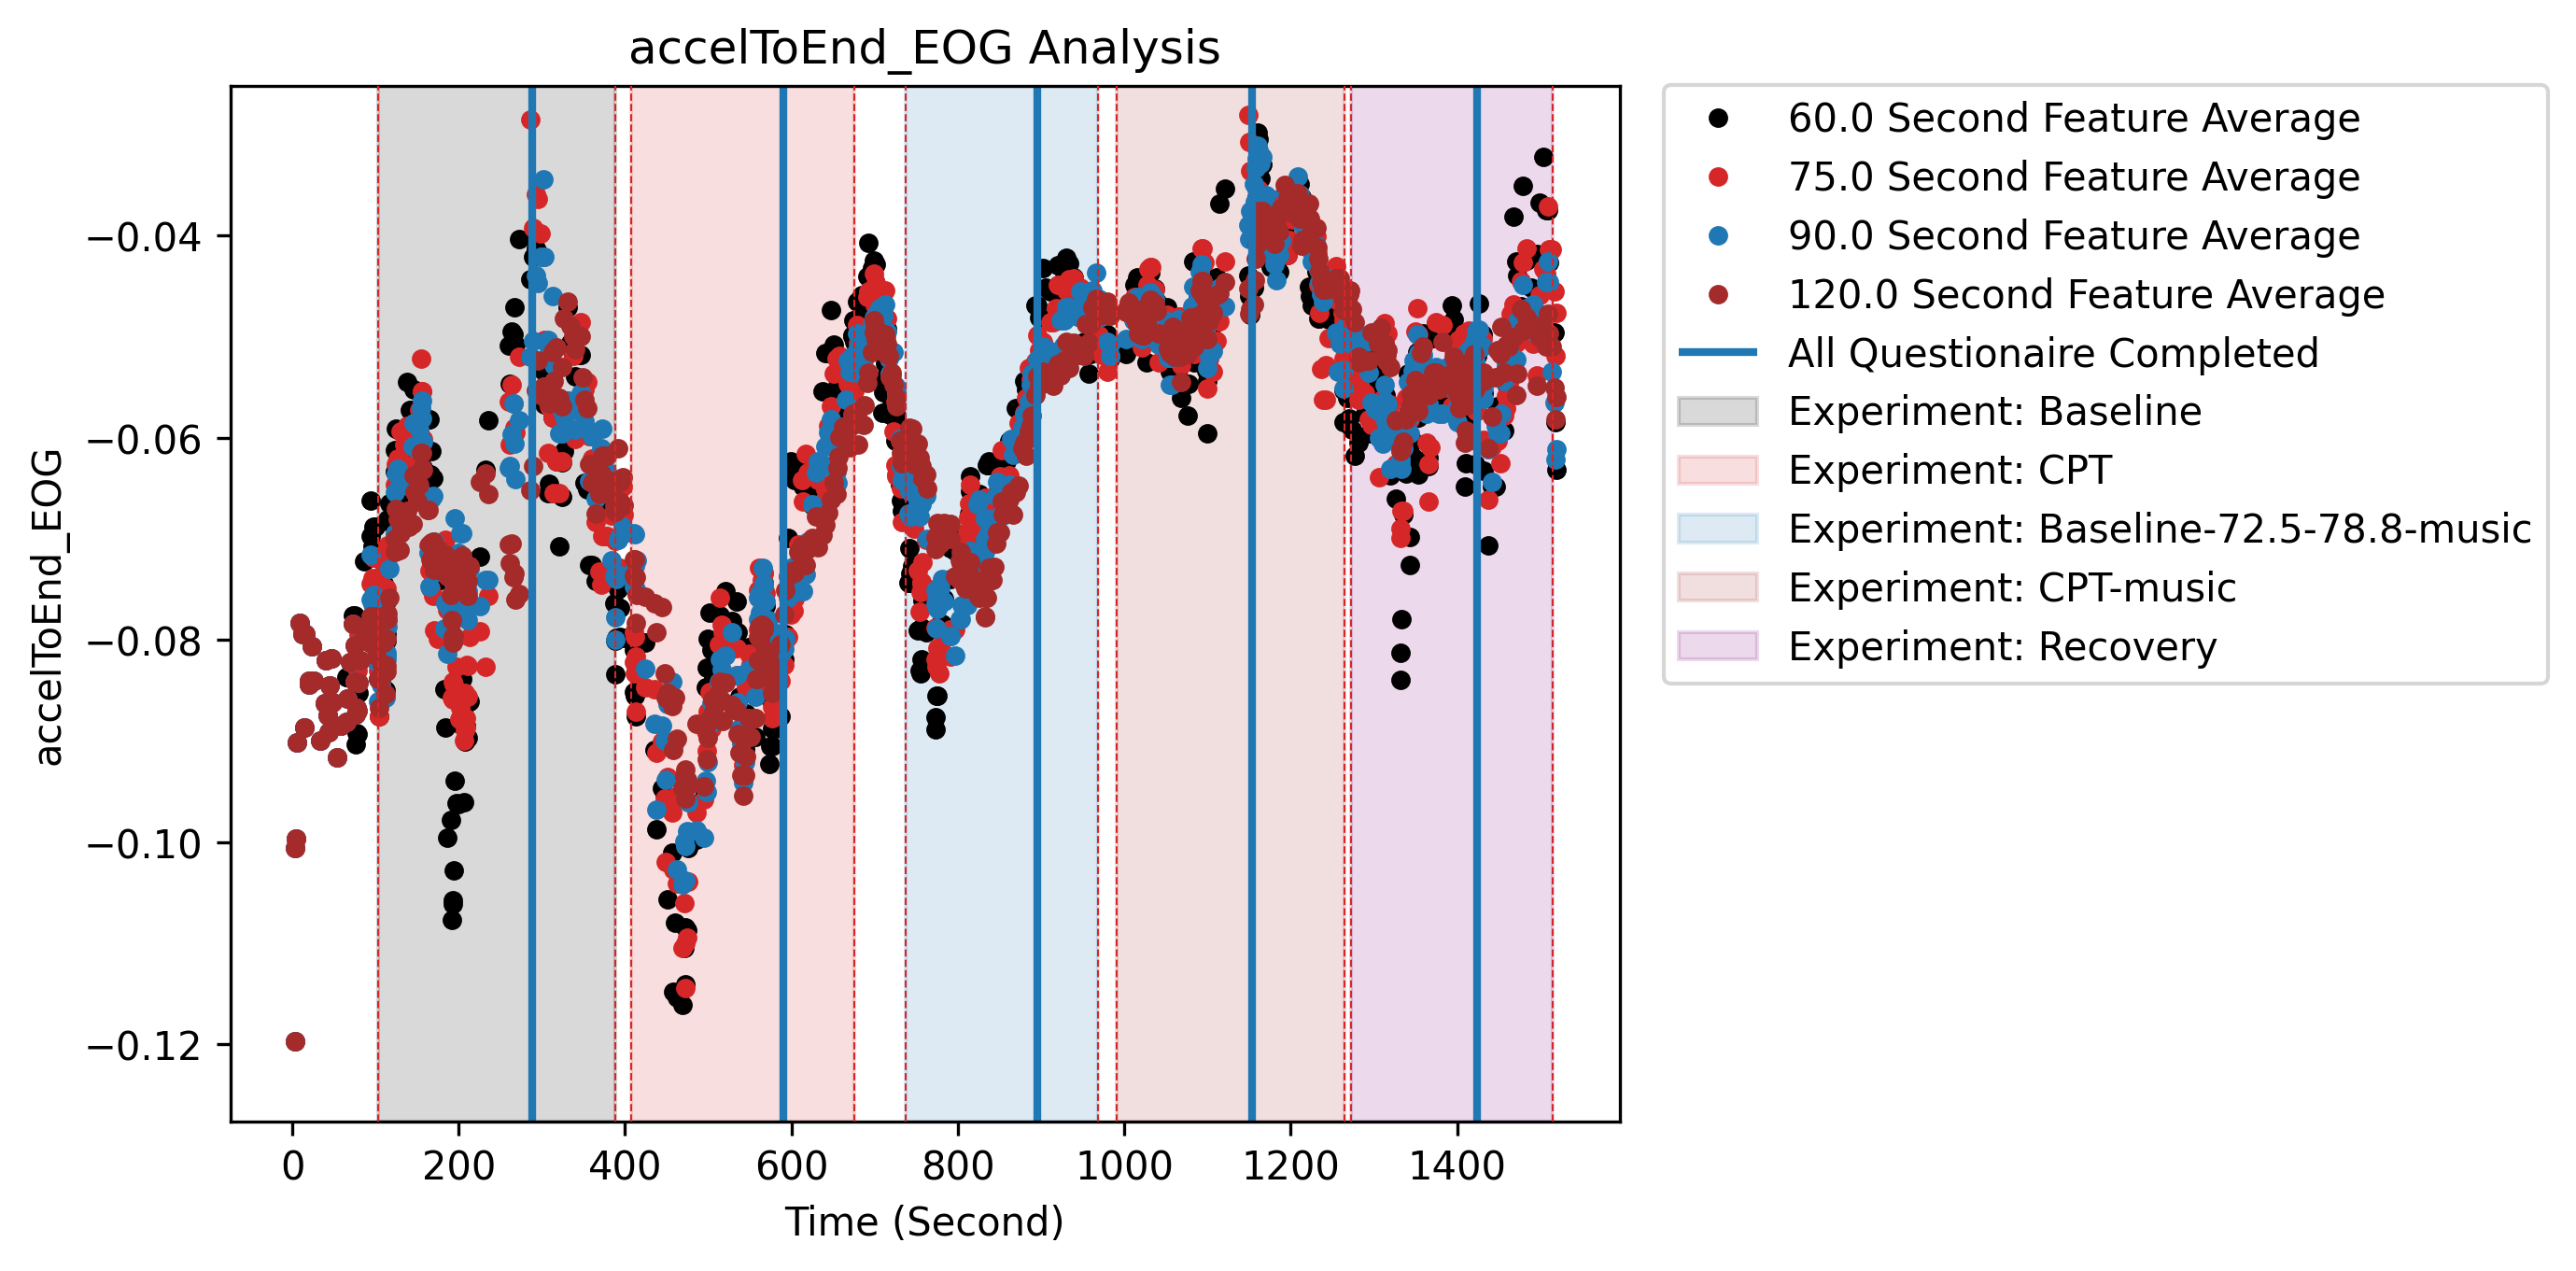 accelToEnd_EOG Analysis
accelToEnd_EOG
−0.04
−0.06
−0.08
−0.10
−0.12
0 200 400 600 800 1000 1200 1400
Time (Second)
60.0 Second Feature Average
75.0 Second Feature Average
90.0 Second Feature Average
120.0 Second Feature Average
All Questionaire Completed
Experiment: Baseline
Experiment: CPT
Experiment: Baseline-72.5-78.8-music
Experiment: CPT-music
Experiment: Recovery